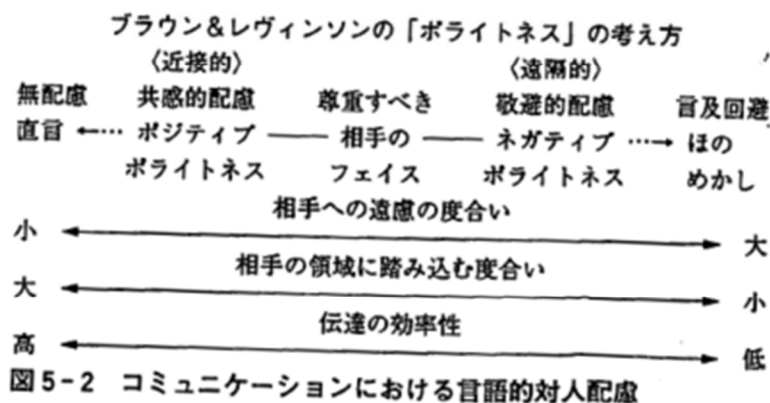 ブラウン&レヴィンソンの「ポライトネス」の考え方
〈近接的〉 〈遠隔的〉
無配慮 共感的配慮 尊重すべき 敬避的配慮 言及回避
直言 ←… ポジティブ —— 相手の —— ネガティブ …→ ほの
ポライトネス フェイス ポライトネス めかし
相手への遠慮の度合い
小 大
相手の領域に踏み込む度合い
大 小
伝達の効率性
高 低
図5-2 コミュニケーションにおける言語的対人配慮